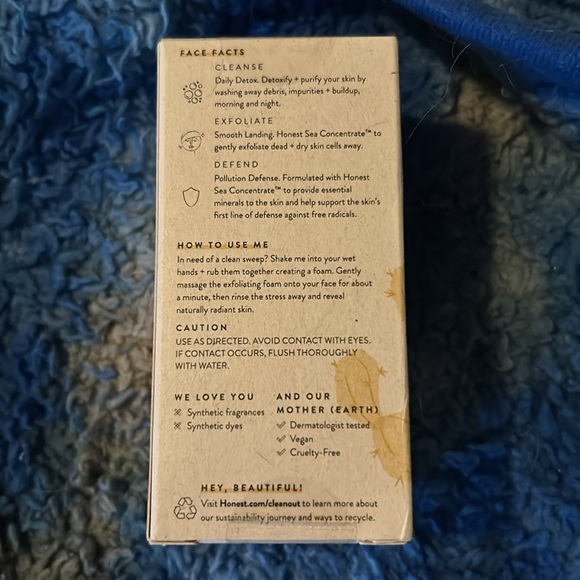 FACE FACTS
CLEANSE
Daily Detox. Detoxify + purify your skin by
washing away debris, impurities + buildup,
morning and night.
EXFOLIATE
Smooth Landing. Honest Sea Concentrate™ to
gently exfoliate dead + dry skin cells away.
DEFEND
Pollution Defense. Formulated with Honest
Sea Concentrate™ to provide essential
minerals to the skin and help support the skin's
first line of defense against free radicals.
HOW TO USE ME
In need of a clean sweep? Shake me into your wet
hands + rub them together creating a foam. Gently
massage the exfoliating foam onto your face for about
a minute, then rinse the stress away and reveal
naturally radiant skin.
CAUTION
USE AS DIRECTED. AVOID CONTACT WITH EYES.
IF CONTACT OCCURS, FLUSH THOROUGHLY
WITH WATER.
WE LOVE YOU
Synthetic fragrances
Synthetic dyes
AND OUR
MOTHER (EARTH)
Dermatologist tested
Vegan
Cruelty-Free
HEY, BEAUTIFUL!
Visit Honest.com/cleanout to learn more about
our sustainability journey and ways to recycle.